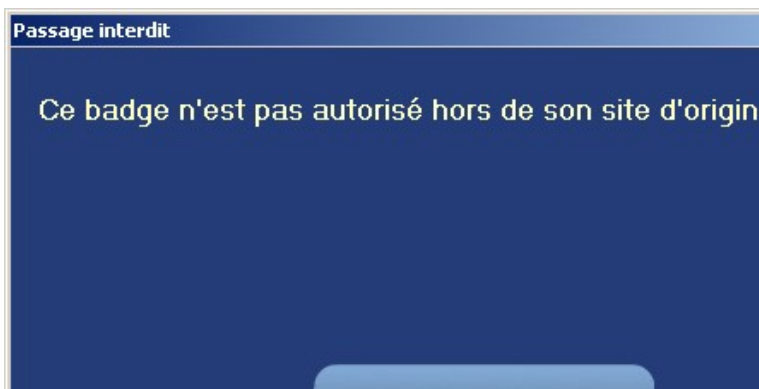 Passage interdit
Ce badge n'est pas autorisé hors de son site d'origin